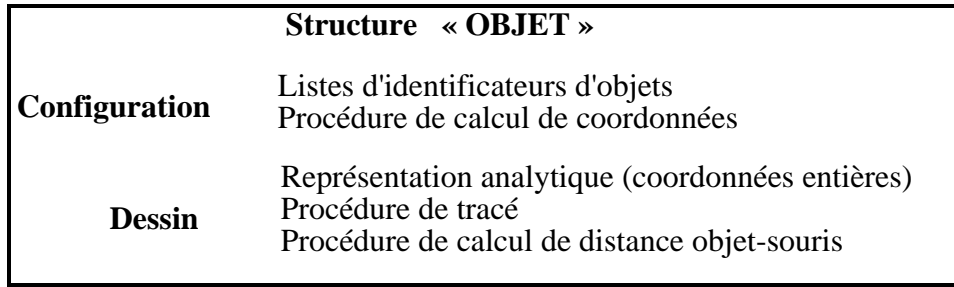 Structure « OBJET »
Listes d'identificateurs d'objets
Configuration
Procédure de calcul de coordonnées
Représentation analytique (coordonnées entières)
Dessin
Procédure de tracé
Procédure de calcul de distance objet-souris